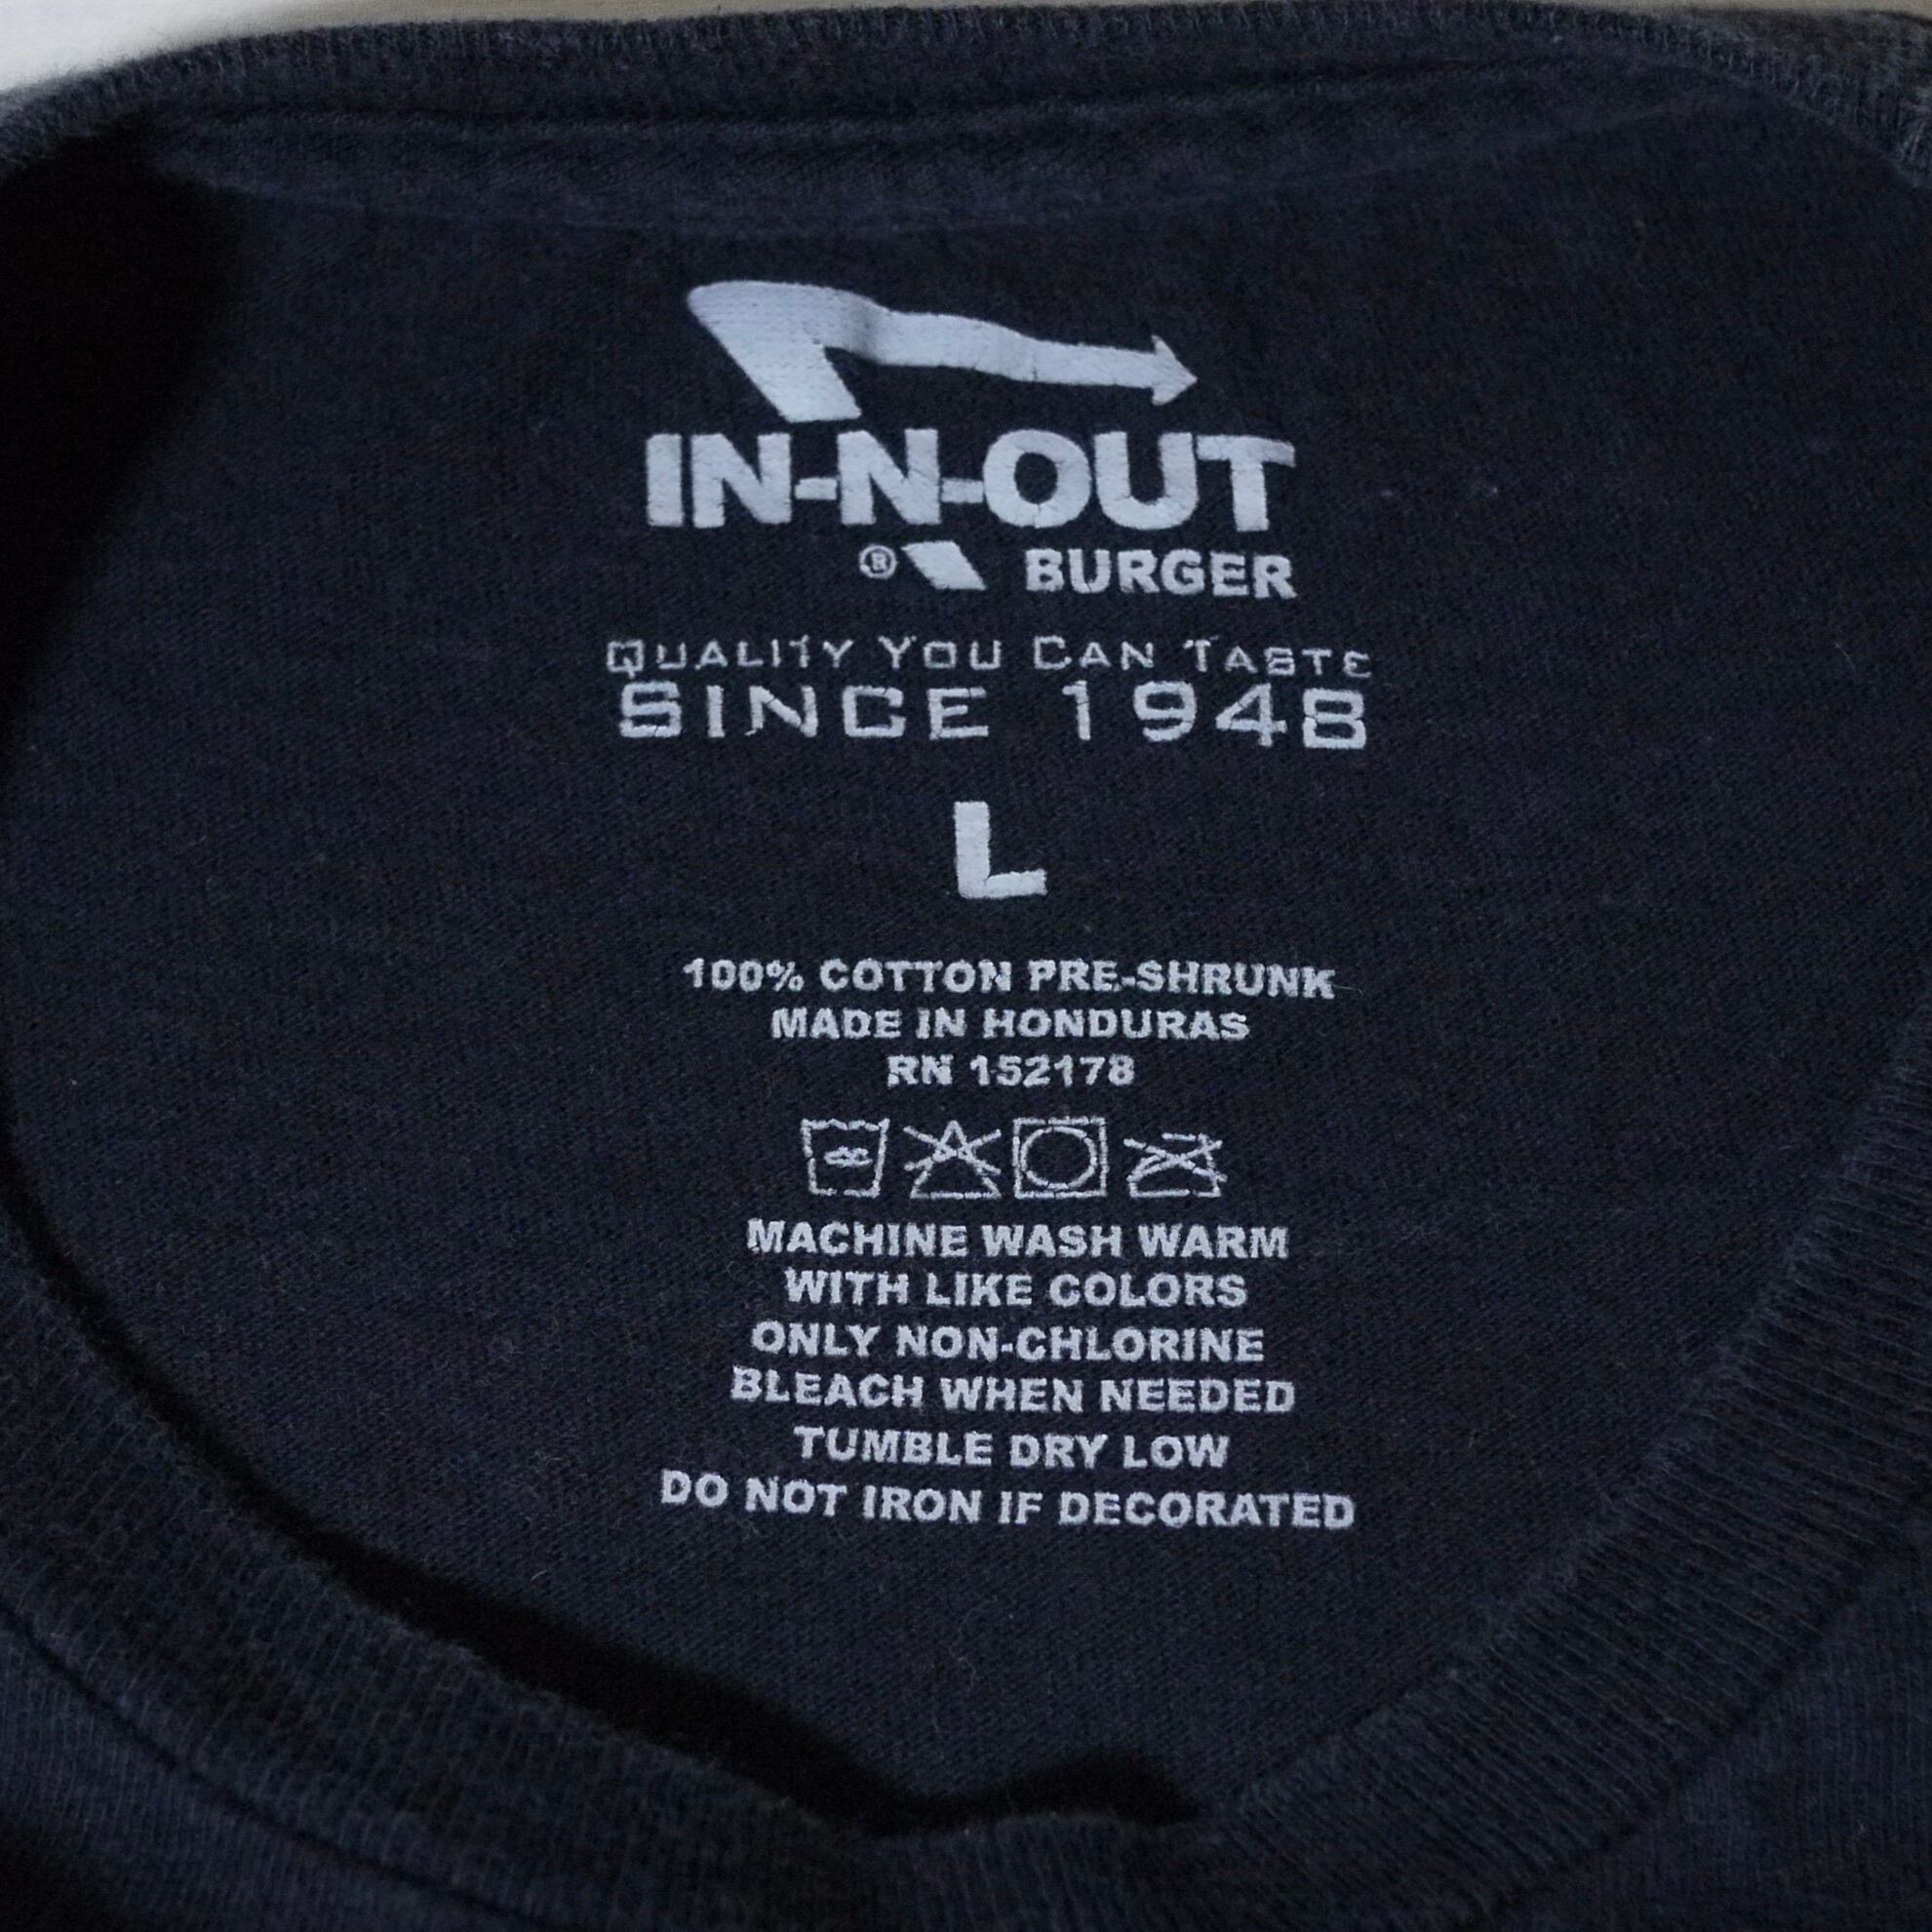 IN-N-OUT
® BURGER
QUALITY YOU CAN TASTE
SINCE 1948
L
100% COTTON PRE-SHRUNK
MADE IN HONDURAS
RN 152178
MACHINE WASH WARM
WITH LIKE COLORS
ONLY NON-CHLORINE
BLEACH WHEN NEEDED
TUMBLE DRY LOW
DO NOT IRON IF DECORATED